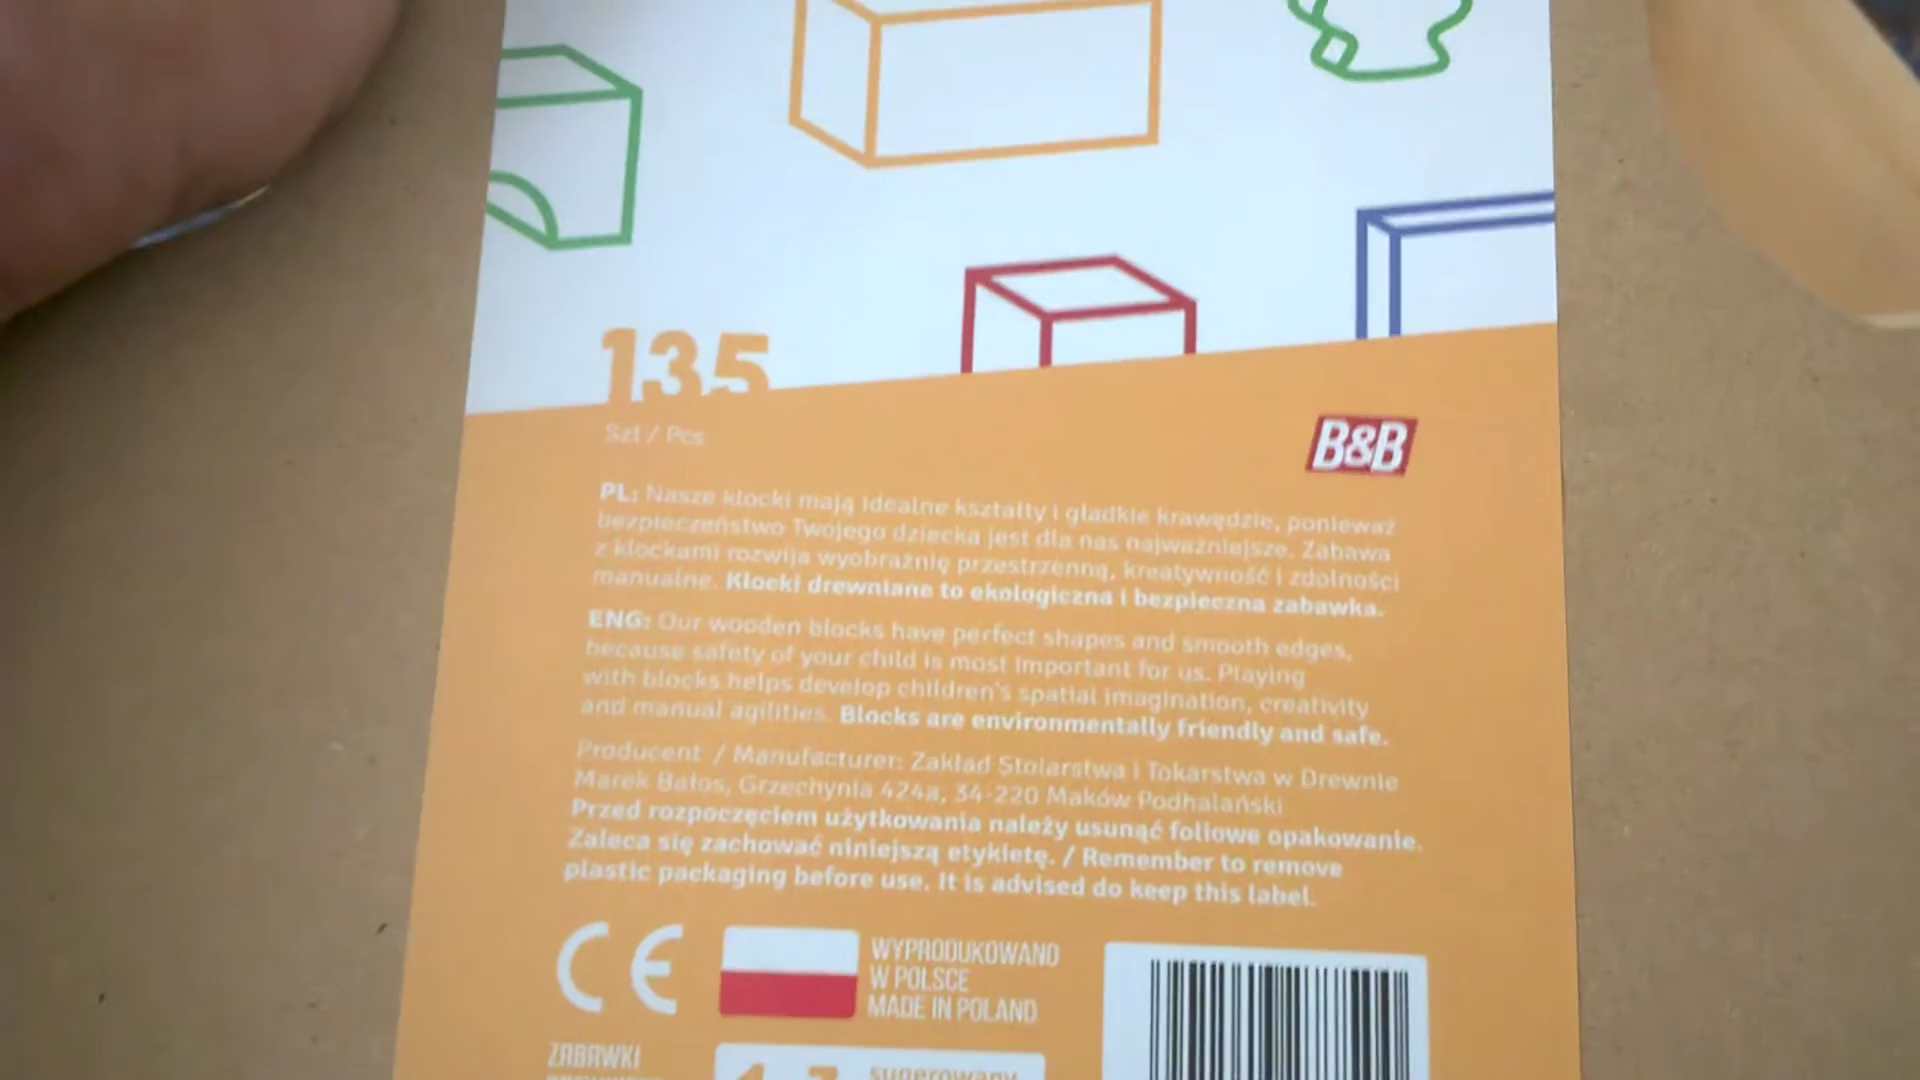 135
Szt / Pcs
B&B
PL: Nasze klocki mają idealne kształty i gładkie krawędzie, ponieważ
bezpieczeństwo Twojego dziecka jest dla nas najważniejsze. Zabawa
z klockami rozwija wyobraźnię przestrzenną, kreatywność i zdolności
manualne. Klocki drewniane to ekologiczna i bezpieczna zabawka.
ENG: Our wooden blocks have perfect shapes and smooth edges,
because safety of your child is most important for us. Playing
with blocks helps develop children's spatial imagination, creativity
and manual agilities. Blocks are environmentally friendly and safe.
Producent / Manufacturer: Zakład Stolarstwa i Tokarstwa w Drewnie
Marek Batos, Grzechynia 424a, 34-220 Maków Podhalański
Przed rozpoczęciem użytkowania należy usunąć foliowe opakowanie.
Zaleca się zachować niniejszą etykietę. / Remember to remove
plastic packaging before use. It is advised do keep this label.
CE
WYPRODUKOWANO
W POLSCE
MADE IN POLAND
ZABAWKI
sugerowany